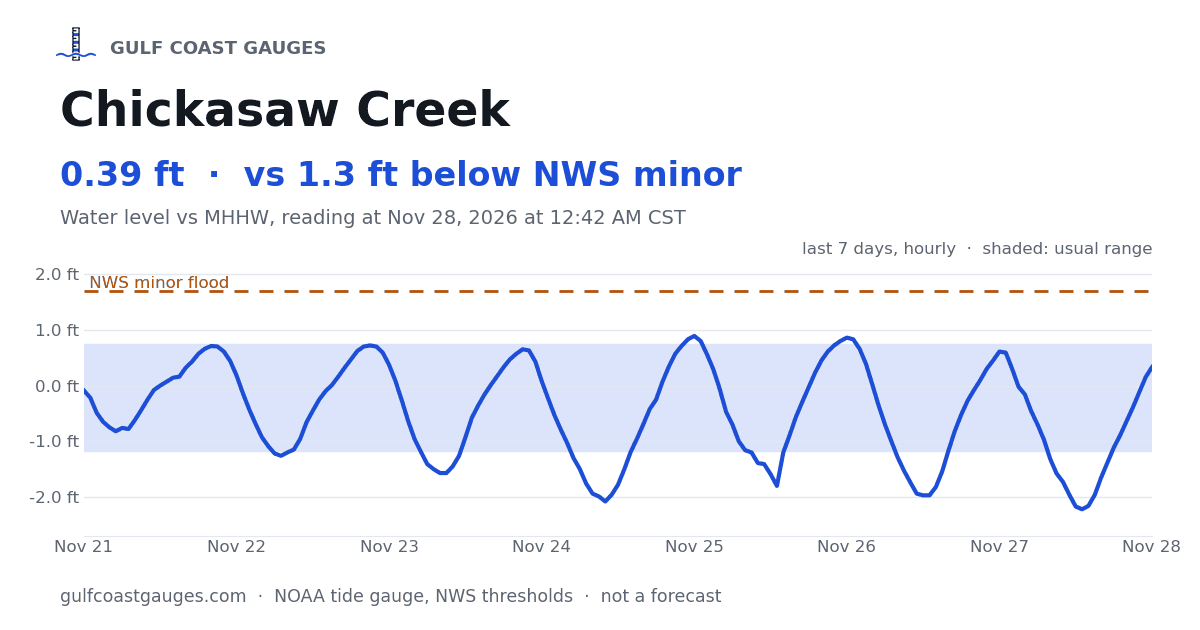 GULF COAST GAUGES
Chickasaw Creek
0.39 ft · vs 1.3 ft below NWS minor
Water level vs MHHW, reading at Nov 28, 2026 at 12:42 AM CST
last 7 days, hourly · shaded: usual range
2.0 ft
NWS minor flood
1.0 ft
0.0 ft
-1.0 ft
-2.0 ft
Nov 21 Nov 22 Nov 23 Nov 24 Nov 25 Nov 26 Nov 27 Nov 28
gulfcoastgauges.com · NOAA tide gauge, NWS thresholds · not a forecast